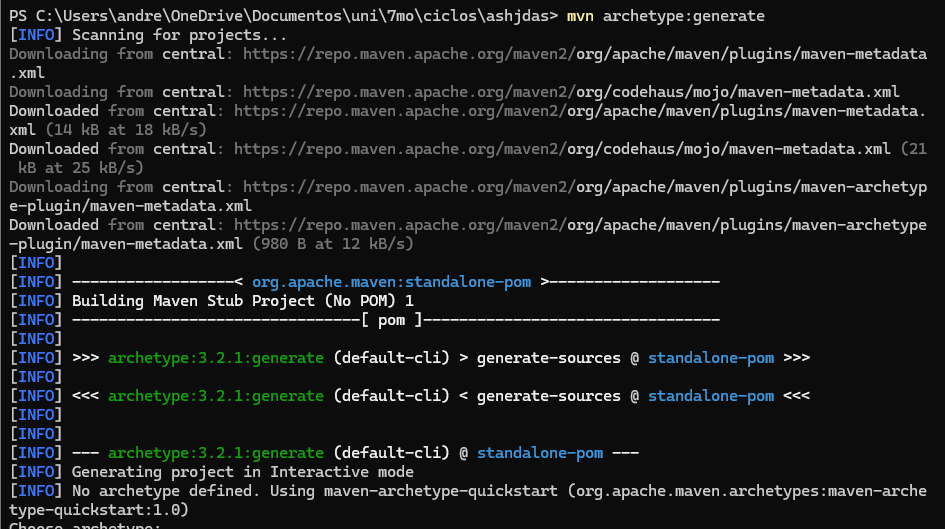 PS C:\Users\andre\OneDrive\Documentos\uni\7mo\ciclos\ashjdas> mvn archetype:generate
[INFO] Scanning for projects...
Downloading from central: https://repo.maven.apache.org/maven2/org/apache/maven/plugins/maven-metadata
.xml
Downloading from central: https://repo.maven.apache.org/maven2/org/codehaus/mojo/maven-metadata.xml
Downloaded from central: https://repo.maven.apache.org/maven2/org/apache/maven/plugins/maven-metadata.
xml (14 kB at 18 kB/s)
Downloaded from central: https://repo.maven.apache.org/maven2/org/codehaus/mojo/maven-metadata.xml (21
 kB at 25 kB/s)
Downloading from central: https://repo.maven.apache.org/maven2/org/apache/maven/plugins/maven-archetyp
e-plugin/maven-metadata.xml
Downloaded from central: https://repo.maven.apache.org/maven2/org/apache/maven/plugins/maven-archetype
-plugin/maven-metadata.xml (980 B at 12 kB/s)
[INFO]
[INFO] ------------------< org.apache.maven:standalone-pom >-------------------
[INFO] Building Maven Stub Project (No POM) 1
[INFO] --------------------------------[ pom ]---------------------------------
[INFO]
[INFO] >>> archetype:3.2.1:generate (default-cli) > generate-sources @ standalone-pom >>>
[INFO]
[INFO] <<< archetype:3.2.1:generate (default-cli) < generate-sources @ standalone-pom <<<
[INFO]
[INFO]
[INFO] --- archetype:3.2.1:generate (default-cli) @ standalone-pom ---
[INFO] Generating project in Interactive mode
[INFO] No archetype defined. Using maven-archetype-quickstart (org.apache.maven.archetypes:maven-arche
type-quickstart:1.0)
Choose archetype: